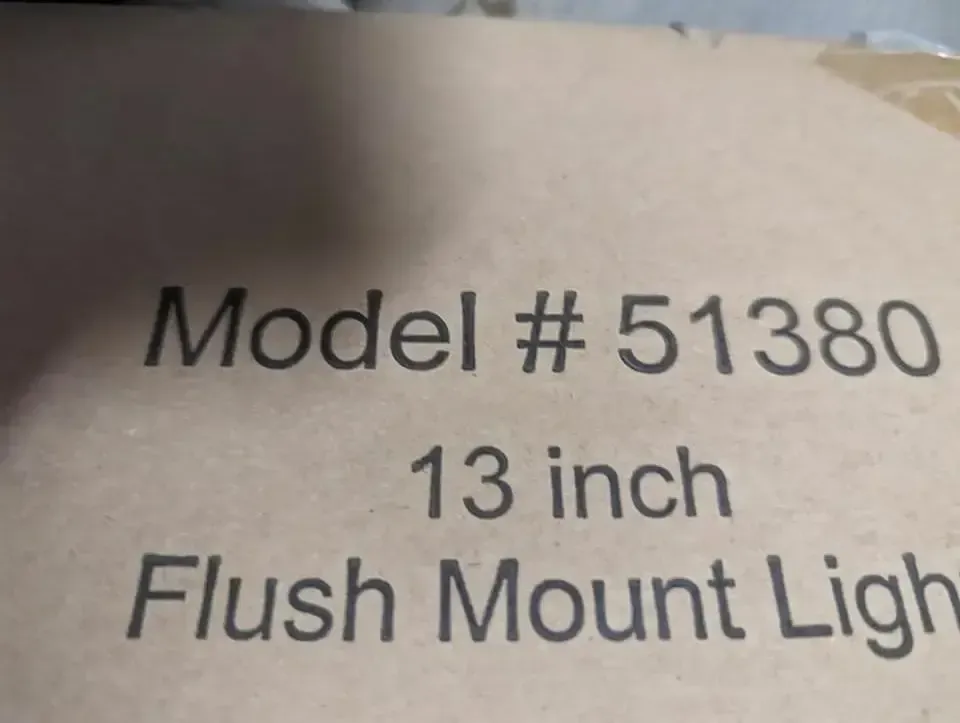 Model # 51380
13 inch
Flush Mount Ligh